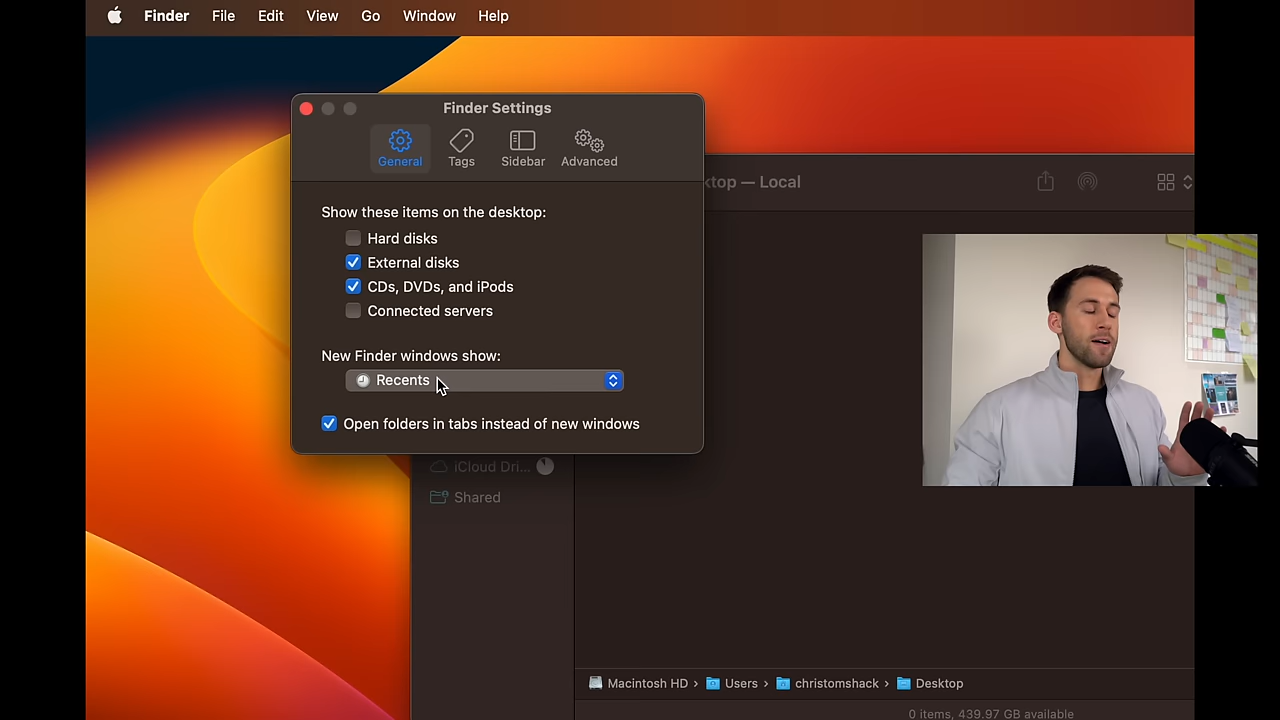 Finder File Edit View Go Window Help
Finder Settings
General Tags Sidebar Advanced
ktop — Local
Show these items on the desktop:
Hard disks
External disks
CDs, DVDs, and iPods
Connected servers
New Finder windows show:
Recents
Open folders in tabs instead of new windows
iCloud Dri...
Shared
Macintosh HD › Users › christomshack › Desktop
0 items, 439.97 GB available